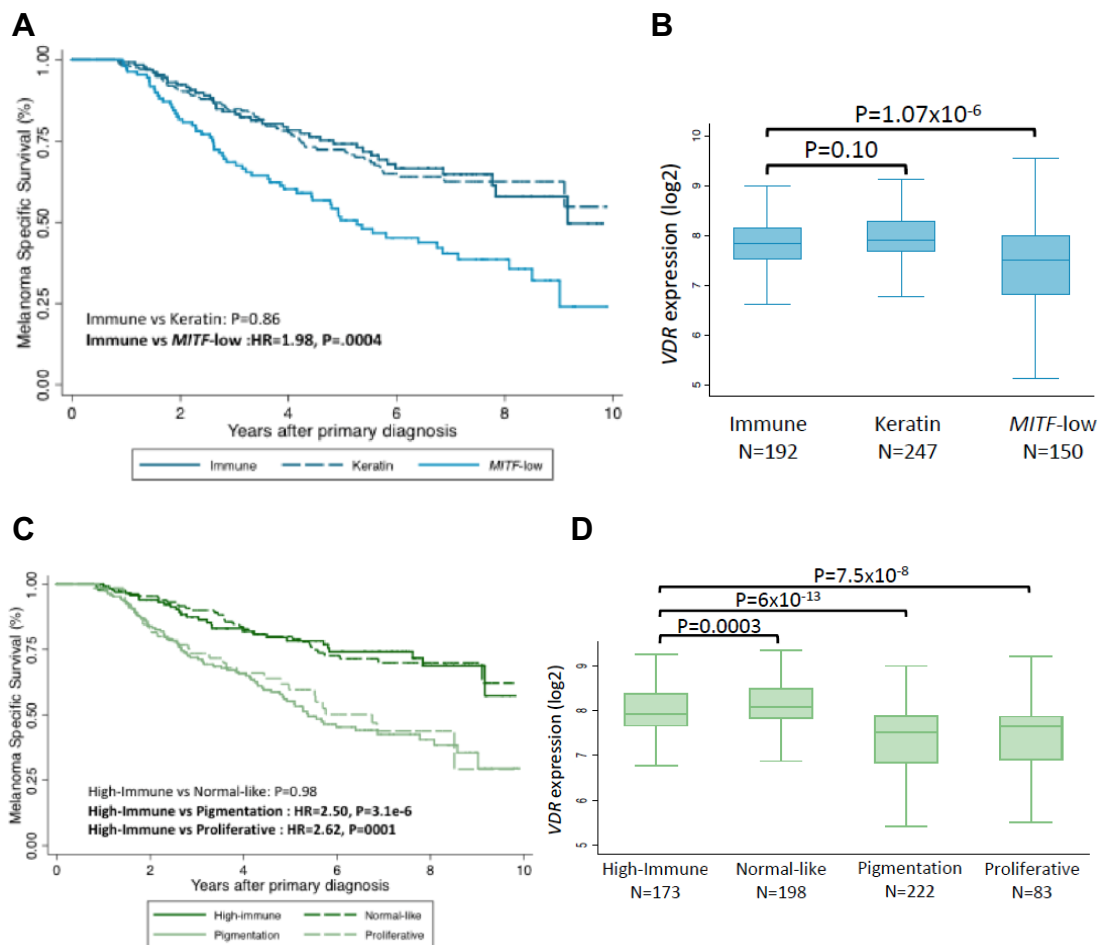 A
Melanoma Specific Survival (%)
1.00
0.75
0.50
0.25
0.00
Immune vs Keratin: P=0.86
Immune vs MITF-low :HR=1.98, P=.0004
0 2 4 6 8 10
Years after primary diagnosis
Immune Keratin MITF-low
B
P=1.07x10-6
P=0.10
VDR expression (log2)
10
9
8
7
6
5
Immune Keratin MITF-low
N=192 N=247 N=150
C
Melanoma Specific Survival (%)
1.00
0.75
0.50
0.25
0.00
High-Immune vs Normal-like: P=0.98
High-Immune vs Pigmentation : HR=2.50, P=3.1e-6
High-Immune vs Proliferative : HR=2.62, P=0001
0 2 4 6 8 10
Years after primary diagnosis
High-immune Normal-like
Pigmentation Proliferative
D
P=7.5x10-8
P=6x10-13
P=0.0003
VDR expression (log2)
9
8
7
6
5
High-Immune Normal-like Pigmentation Proliferative
N=173 N=198 N=222 N=83